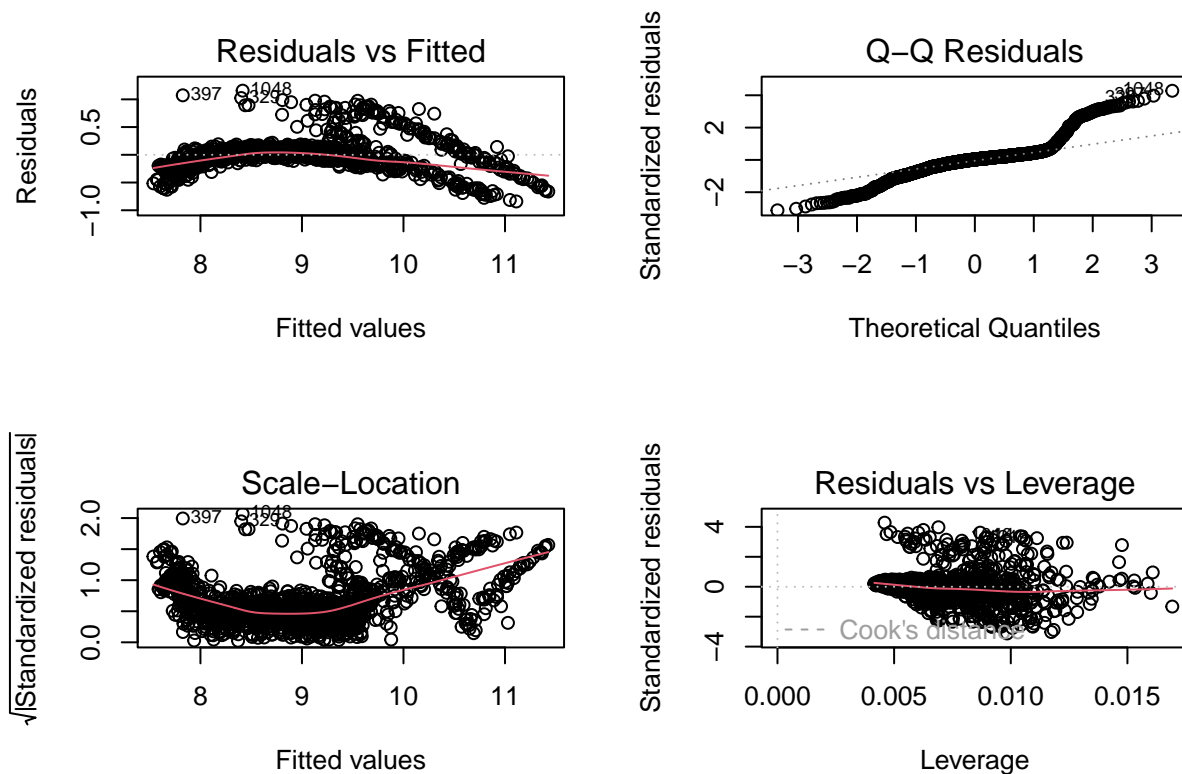 Residuals vs Fitted
Residuals
0.5
−1.0
397
1048
329
8 9 10 11
Fitted values
Q−Q Residuals
Standardized residuals
2
−2
1048
−3 −2 −1 0 1 2 3
Theoretical Quantiles
Scale−Location
√|Standardized residuals|
2.0
1.0
0.0
397
1048
329
8 9 10 11
Fitted values
Residuals vs Leverage
Standardized residuals
4
0
−4
Cook's distance
0.000 0.005 0.010 0.015
Leverage